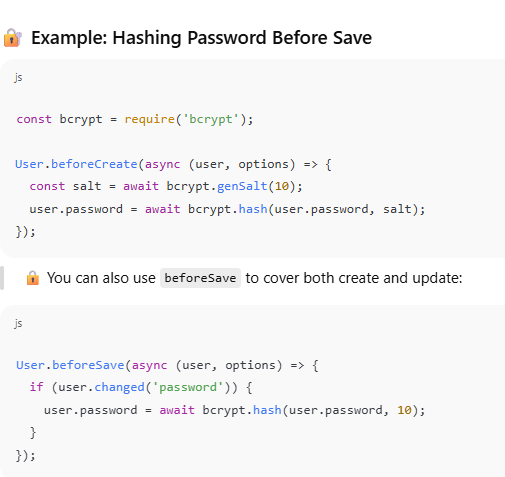 🔐 Example: Hashing Password Before Save
js
const bcrypt = require('bcrypt');
User.beforeCreate(async (user, options) => {
  const salt = await bcrypt.genSalt(10);
  user.password = await bcrypt.hash(user.password, salt);
});
🔒 You can also use beforeSave to cover both create and update:
js
User.beforeSave(async (user, options) => {
  if (user.changed('password')) {
    user.password = await bcrypt.hash(user.password, 10);
  }
});